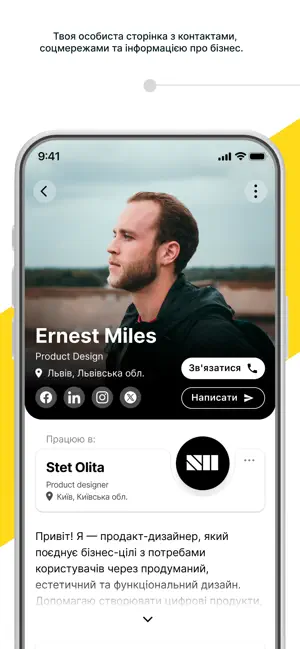 Твоя особиста сторінка з контактами,
соцмережами та інформацією про бізнес.
9:41
Ernest Miles
Product Design
Львів, Львівська обл.
Зв'язатися
Написати
Працюю в:
Stet Olita
Product designer
Київ, Київська обл.
Привіт! Я — продакт-дизайнер, який
поєднує бізнес-цілі з потребами
користувачів через продуманий,
естетичний та функціональний дизайн.
Допомагаю створювати цифрові продукти,